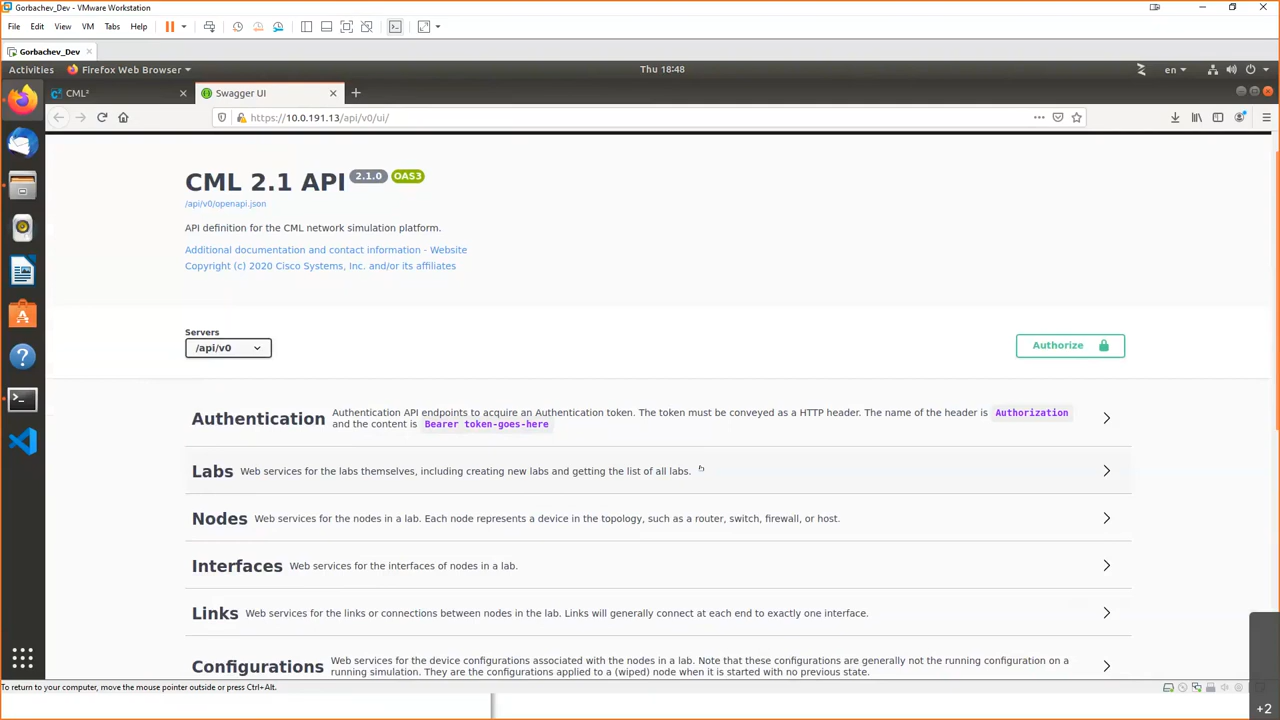 Gorbachev_Dev - VMware Workstation
File Edit View VM Tabs Help
Gorbachev_Dev
Activities Firefox Web Browser Thu 18:48 en
CML² Swagger UI
https://10.0.191.13/api/v0/ui/
CML 2.1 API 2.1.0 OAS3
/api/v0/openapi.json
API definition for the CML network simulation platform.
Additional documentation and contact information - Website
Copyright (c) 2020 Cisco Systems, Inc. and/or its affiliates
Servers
/api/v0
Authorize
Authentication Authentication API endpoints to acquire an Authentication token. The token must be conveyed as a HTTP header. The name of the header is Authorization
and the content is Bearer token-goes-here
Labs Web services for the labs themselves, including creating new labs and getting the list of all labs.
Nodes Web services for the nodes in a lab. Each node represents a device in the topology, such as a router, switch, firewall, or host.
Interfaces Web services for the interfaces of nodes in a lab.
Links Web services for the links or connections between nodes in the lab. Links will generally connect at each end to exactly one interface.
Configurations Web services for the device configurations associated with the nodes in a lab. Note that these configurations are generally not the running configuration on a
running simulation. They are the configurations applied to a (wiped) node when it is started with no previous state.
To return to your computer, move the mouse pointer outside or press Ctrl+Alt.
+2